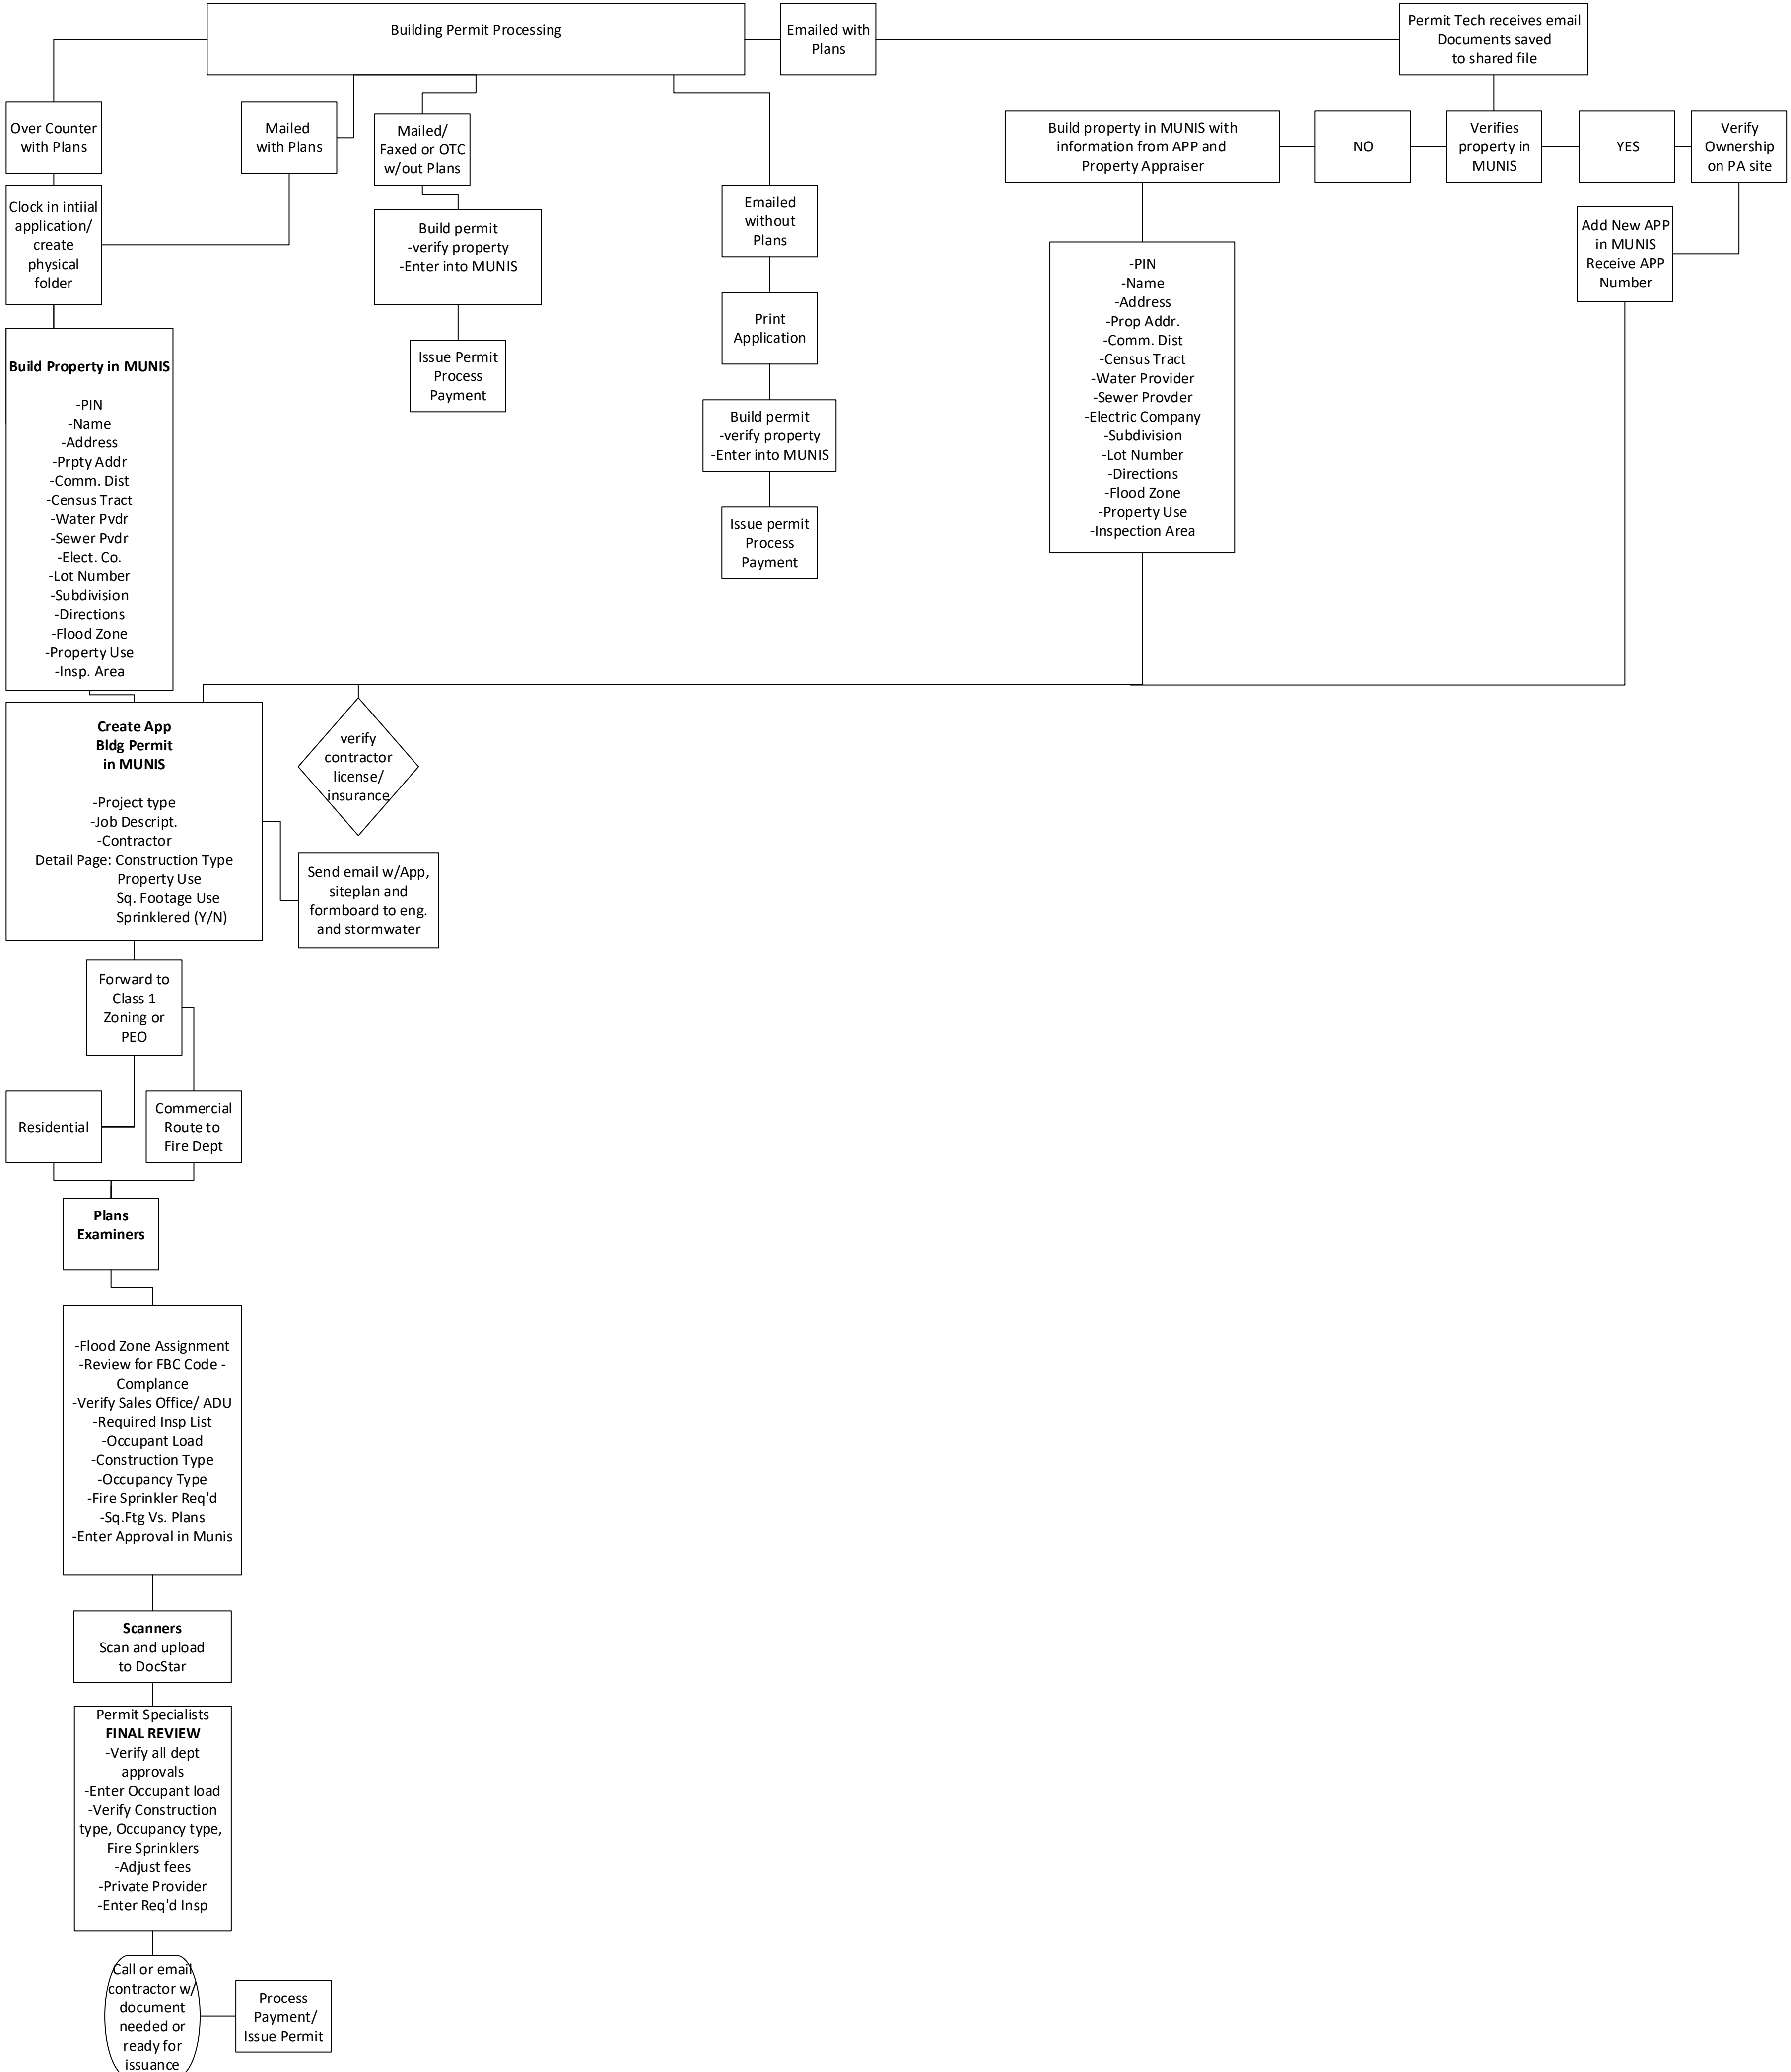 Building Permit Processing
Emailed with
Plans
Permit Tech receives email
Documents saved
to shared file
Over Counter
with Plans
Mailed
with Plans
Mailed/
Faxed or OTC
w/out Plans
Build property in MUNIS with
information from APP and
Property Appraiser
NO
Verifies
property in
MUNIS
YES
Verify
Ownership
on PA site
Clock in intiial
application/
create
physical
folder
Build permit
-verify property
-Enter into MUNIS
Emailed
without
Plans
Add New APP
in MUNIS
Receive APP
Number
-PIN
-Name
-Address
-Prop Addr.
-Comm. Dist
-Census Tract
-Water Provider
-Sewer Provder
-Electric Company
-Subdivision
-Lot Number
-Directions
-Flood Zone
-Property Use
-Inspection Area
Print
Application
Issue Permit
Process
Payment
Build Property in MUNIS
-PIN
-Name
-Address
-Prpty Addr
-Comm. Dist
-Census Tract
-Water Pvdr
-Sewer Pvdr
-Elect. Co.
-Lot Number
-Subdivision
-Directions
-Flood Zone
-Property Use
-Insp. Area
Build permit
-verify property
-Enter into MUNIS
Issue permit
Process
Payment
Create App
Bldg Permit
in MUNIS
-Project type
-Job Descript.
-Contractor
Detail Page: Construction Type
Property Use
Sq. Footage Use
Sprinklered (Y/N)
verify
contractor
license/
insurance
Send email w/App,
siteplan and
formboard to eng.
and stormwater
Forward to
Class 1
Zoning or
PEO
Residential
Commercial
Route to
Fire Dept
Plans
Examiners
-Flood Zone Assignment
-Review for FBC Code -
Complance
-Verify Sales Office/ ADU
-Required Insp List
-Occupant Load
-Construction Type
-Occupancy Type
-Fire Sprinkler Req'd
-Sq.Ftg Vs. Plans
-Enter Approval in Munis
Scanners
Scan and upload
to DocStar
Permit Specialists
FINAL REVIEW
-Verify all dept
approvals
-Enter Occupant load
-Verify Construction
type, Occupancy type,
Fire Sprinklers
-Adjust fees
-Private Provider
-Enter Req'd Insp
Call or email
contractor w/
document
needed or
ready for
issuance
Process
Payment/
Issue Permit